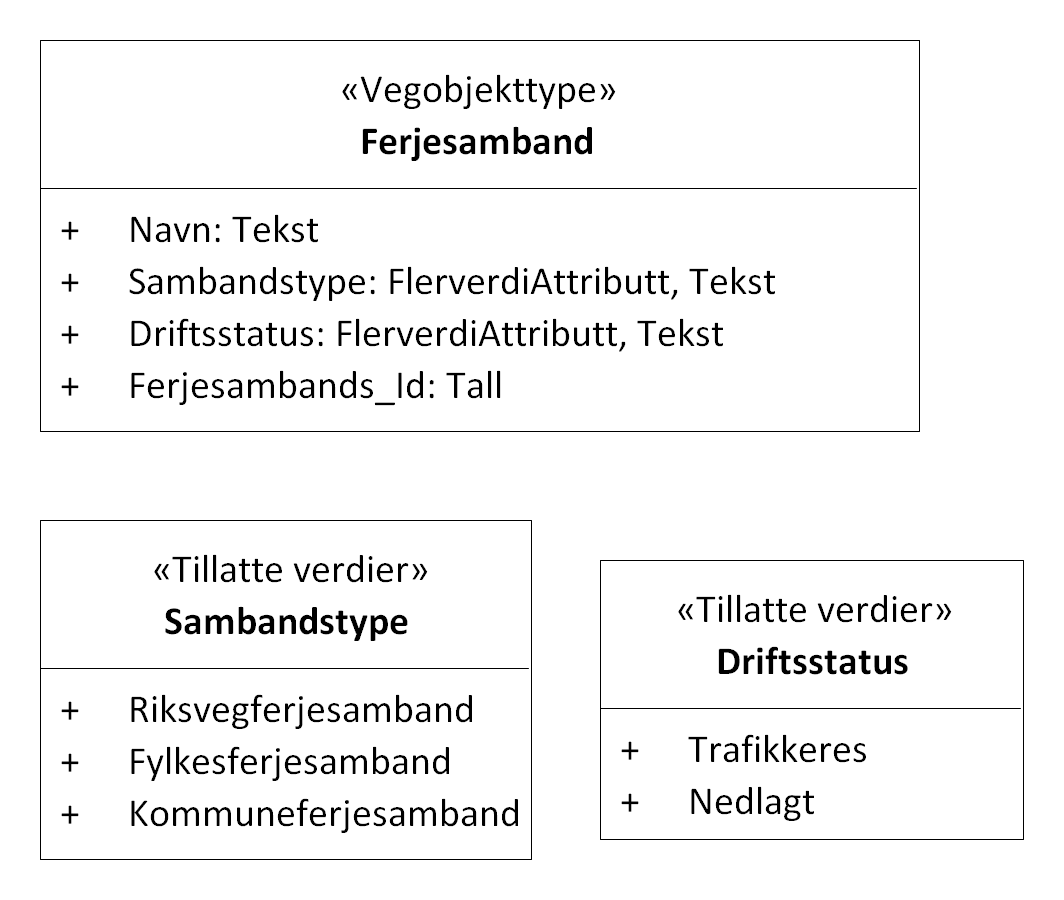 «Vegobjekttype»
Ferjesamband
+ Navn: Tekst
+ Sambandstype: FlerverdiAttributt, Tekst
+ Driftsstatus: FlerverdiAttributt, Tekst
+ Ferjesambands_Id: Tall
«Tillatte verdier»
Sambandstype
+ Riksvegferjesamband
+ Fylkesferjesamband
+ Kommuneferjesamband
«Tillatte verdier»
Driftsstatus
+ Trafikkeres
+ Nedlagt